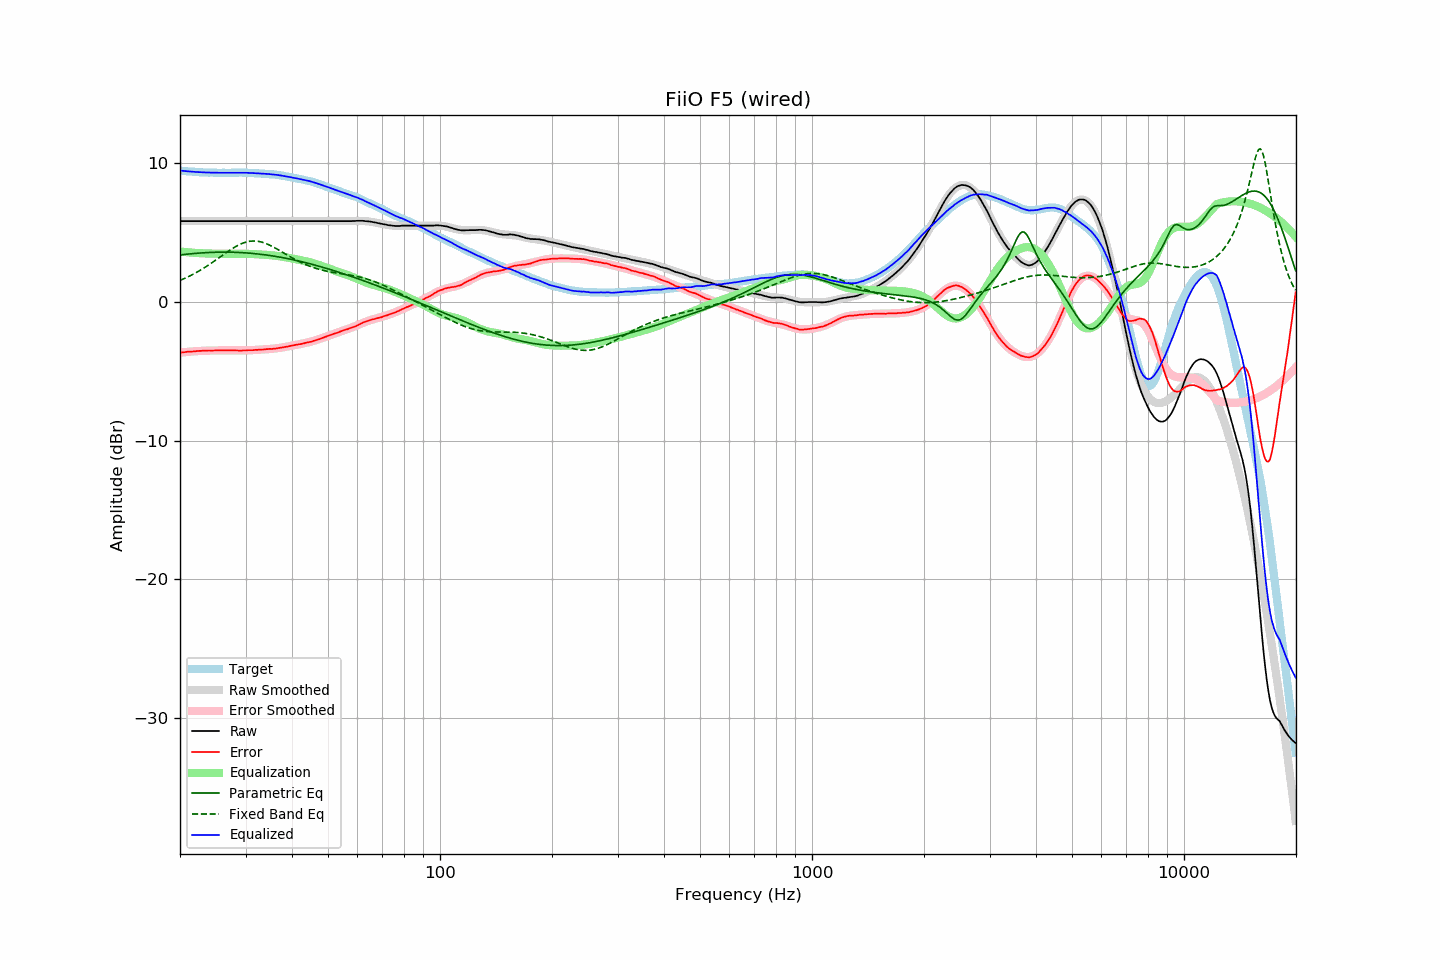 FiiO F5 (wired)
10
0
−10
−20
−30
Amplitude (dBr)
100
1000
10000
Frequency (Hz)
Target
Raw Smoothed
Error Smoothed
Raw
Error
Equalization
Parametric Eq
Fixed Band Eq
Equalized